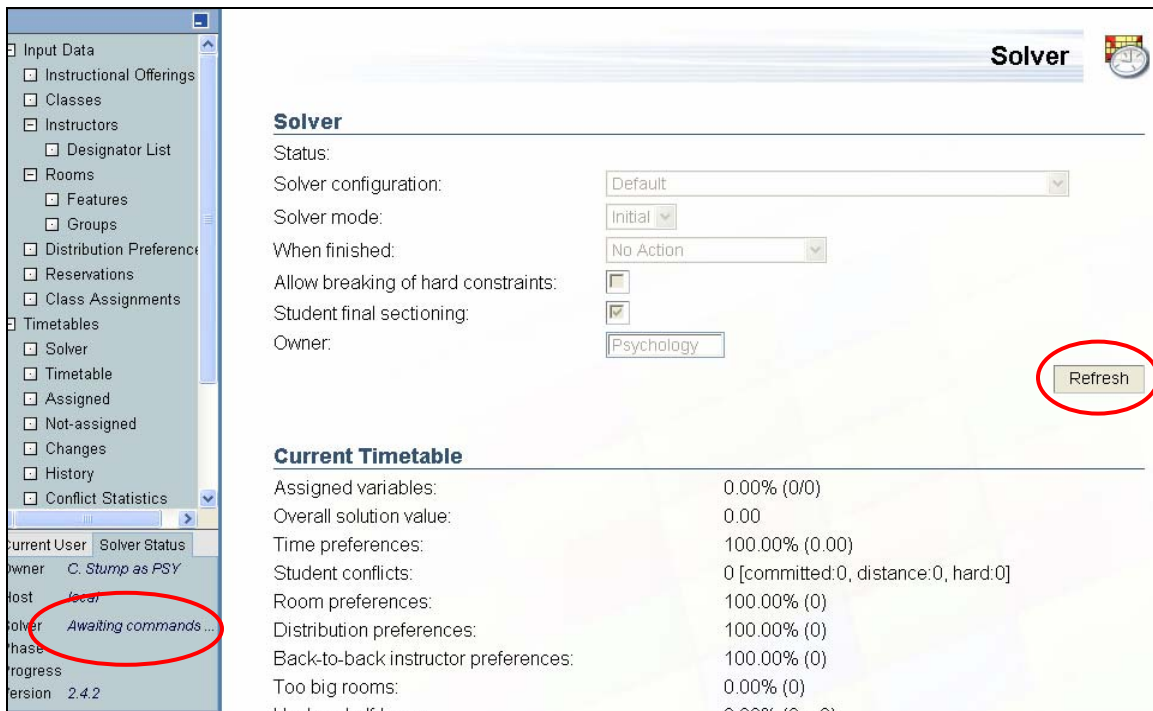 Input Data
Instructional Offerings
Classes
Instructors
Designator List
Rooms
Features
Groups
Distribution Preference
Reservations
Class Assignments
Timetables
Solver
Timetable
Assigned
Not-assigned
Changes
History
Conflict Statistics
Current User Solver Status
Owner C. Stump as PSY
Host local
Solver Awaiting commands ...
Phase
Progress
Version 2.4.2
Solver
Solver
Status:
Solver configuration: Default
Solver mode: Initial
When finished: No Action
Allow breaking of hard constraints:
Student final sectioning:
Owner: Psychology
Refresh
Current Timetable
Assigned variables: 0.00% (0/0)
Overall solution value: 0.00
Time preferences: 100.00% (0.00)
Student conflicts: 0 [committed:0, distance:0, hard:0]
Room preferences: 100.00% (0)
Distribution preferences: 100.00% (0)
Back-to-back instructor preferences: 100.00% (0)
Too big rooms: 0.00% (0)